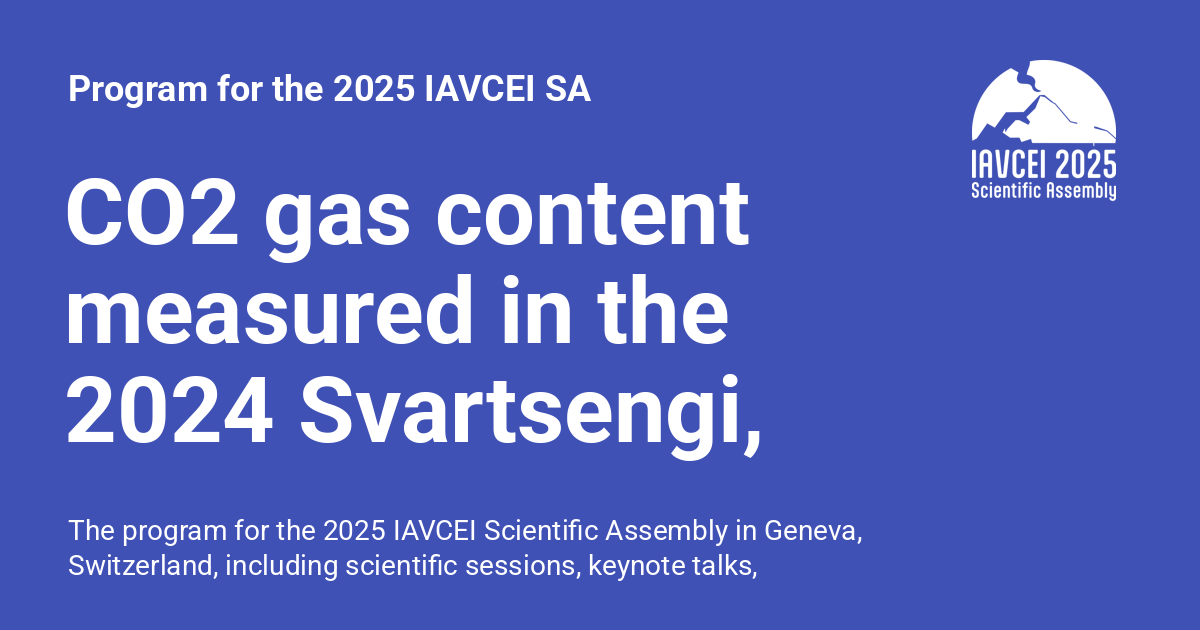 Program for the 2025 IAVCEI SA
IAVCEI 2025
Scientific Assembly
CO2 gas content
measured in the
2024 Svartsengi,
The program for the 2025 IAVCEI Scientific Assembly in Geneva,
Switzerland, including scientific sessions, keynote talks,